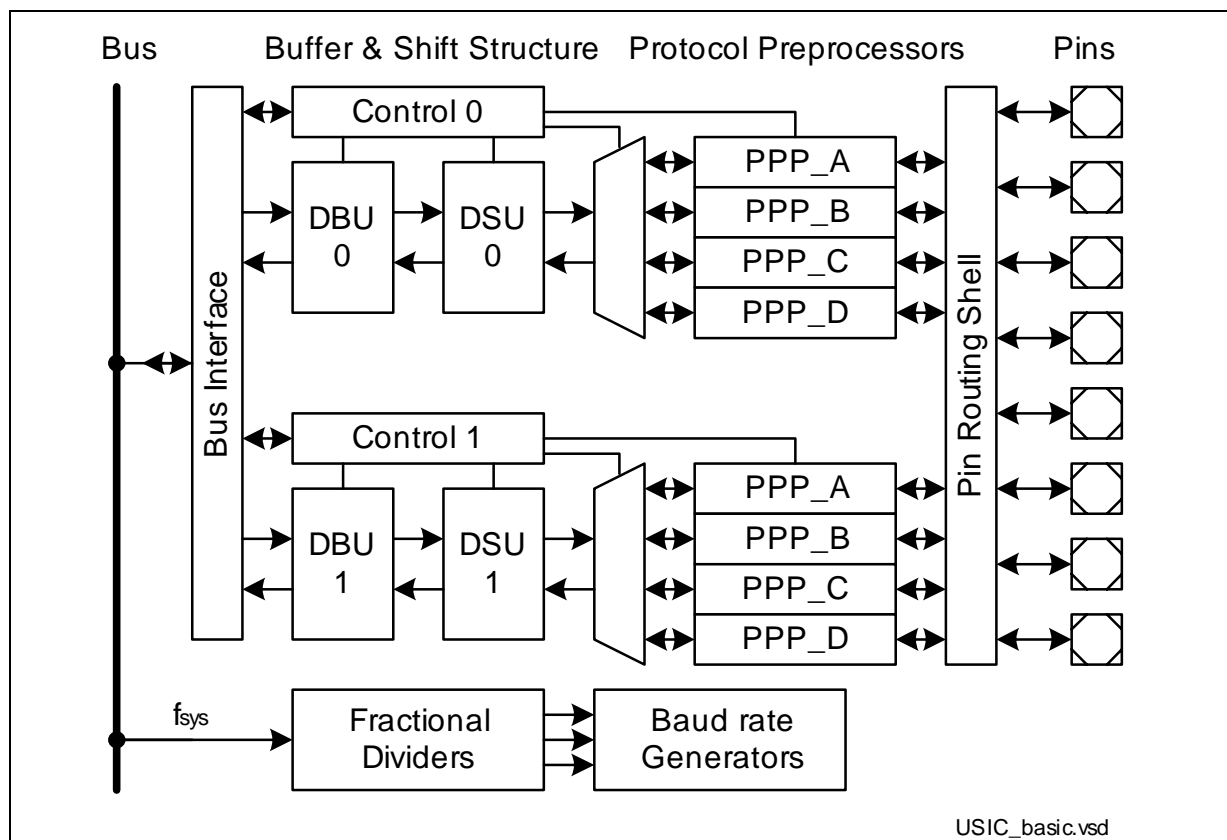 Bus Buffer & Shift Structure Protocol Preprocessors Pins
Control 0
DBU 0
DSU 0
PPP_A
PPP_B
PPP_C
PPP_D
Bus Interface
Pin Routing Shell
Control 1
DBU 1
DSU 1
PPP_A
PPP_B
PPP_C
PPP_D
fsys
Fractional
Dividers
Baud rate
Generators
USIC_basic.vsd